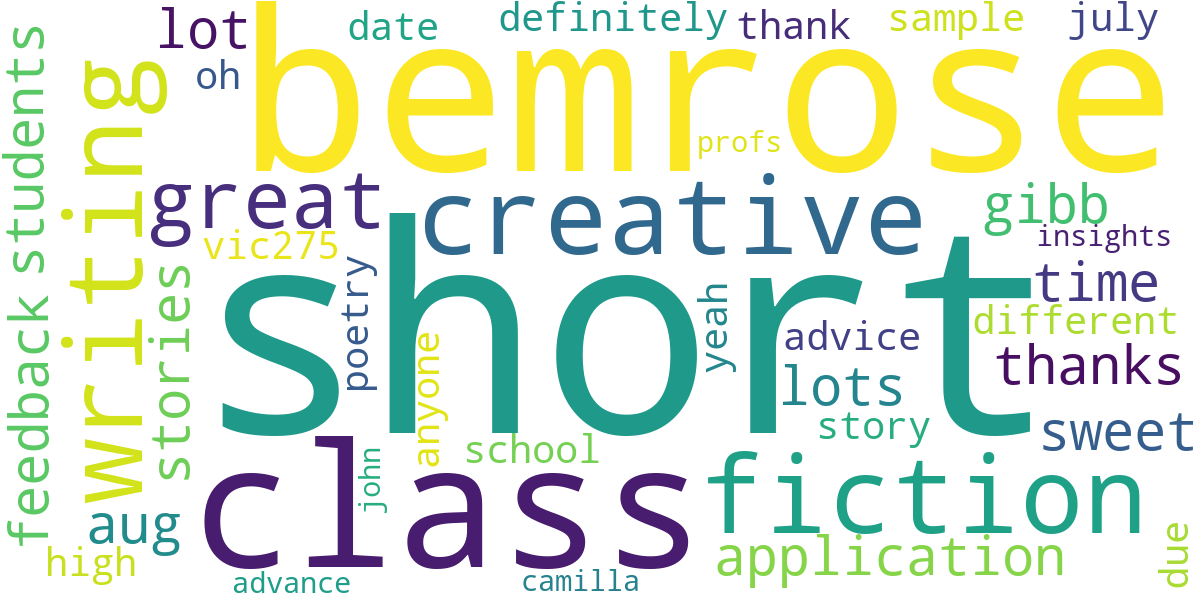 lot
date
definitely
thank
sample
july
oh
bemrose
students
writing
profs
great
creative
gibb
insights
vic275
short
time
poetry
yeah
different
stories
feedback
anyone
advice
thanks
lots
story
sweet
school
class
john
fiction
aug
application
high
due
advance
camilla